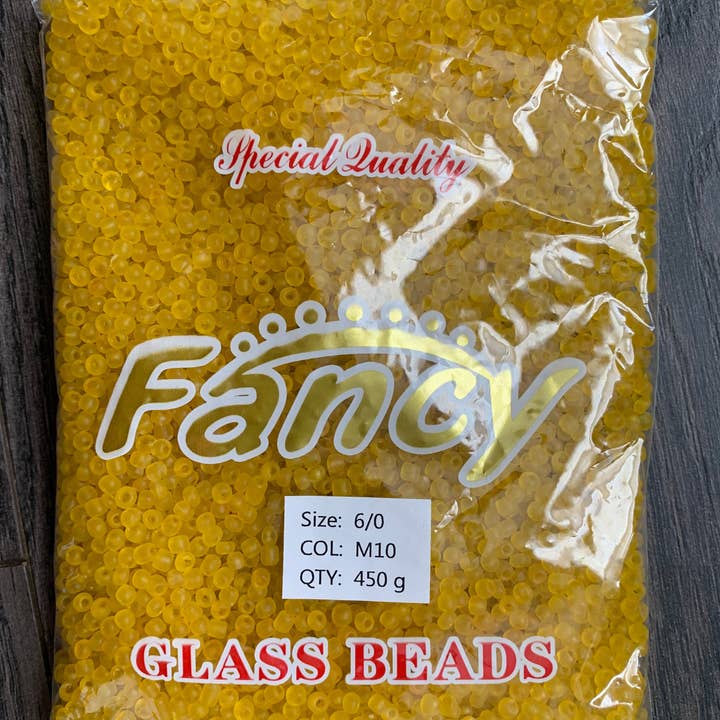 Special Quality
Fancy
Size: 6/0
COL: M10
QTY: 450 g
GLASS BEADS